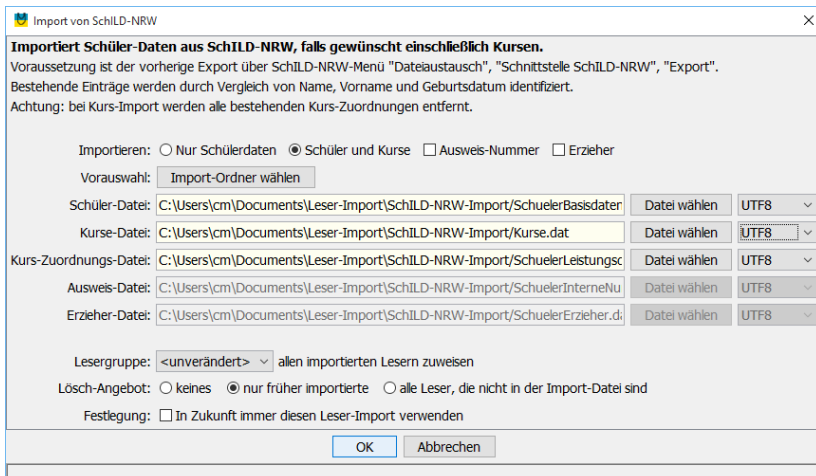 Import von SchILD-NRW
Importiert Schüler-Daten aus SchILD-NRW, falls gewünscht einschließlich Kursen.
Voraussetzung ist der vorherige Export über SchILD-NRW-Menü "Dateiaustausch", "Schnittstelle SchILD-NRW", "Export".
Bestehende Einträge werden durch Vergleich von Name, Vorname und Geburtsdatum identifiziert.
Achtung: bei Kurs-Import werden alle bestehenden Kurs-Zuordnungen entfernt.
Importieren: Nur Schülerdaten Schüler und Kurse Ausweis-Nummer Erzieher
Vorauswahl: Import-Ordner wählen
Schüler-Datei: C:\Users\cm\Documents\Leser-Import\SchILD-NRW-Import/SchuelerBasisdaten Datei wählen UTF8
Kurse-Datei: C:\Users\cm\Documents\Leser-Import\SchILD-NRW-Import/Kurse.dat Datei wählen UTF8
Kurs-Zuordnungs-Datei: C:\Users\cm\Documents\Leser-Import\SchILD-NRW-Import/SchuelerLeistungsd Datei wählen UTF8
Ausweis-Datei: C:\Users\cm\Documents\Leser-Import\SchILD-NRW-Import/SchuelerInterneNu Datei wählen UTF8
Erzieher-Datei: C:\Users\cm\Documents\Leser-Import\SchILD-NRW-Import/SchuelerErzieher.da Datei wählen UTF8
Lesergruppe: <unverändert> allen importierten Lesern zuweisen
Lösch-Angebot: keines nur früher importierte alle Leser, die nicht in der Import-Datei sind
Festlegung: In Zukunft immer diesen Leser-Import verwenden
OK Abbrechen